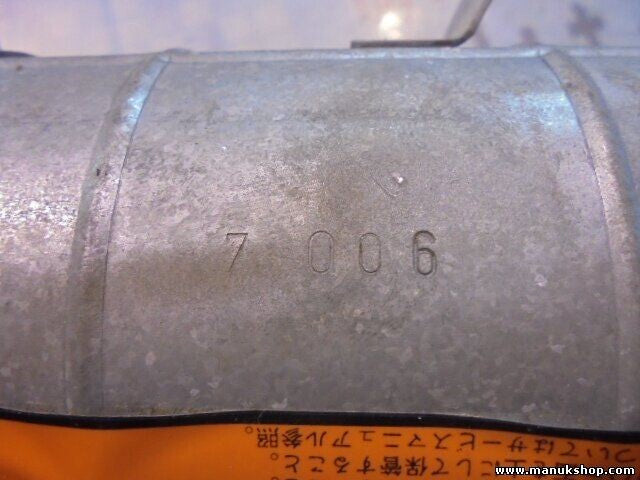 7 006
上にして保管すること。
ついてはサービスマニュアル参照。
www.manukshop.com